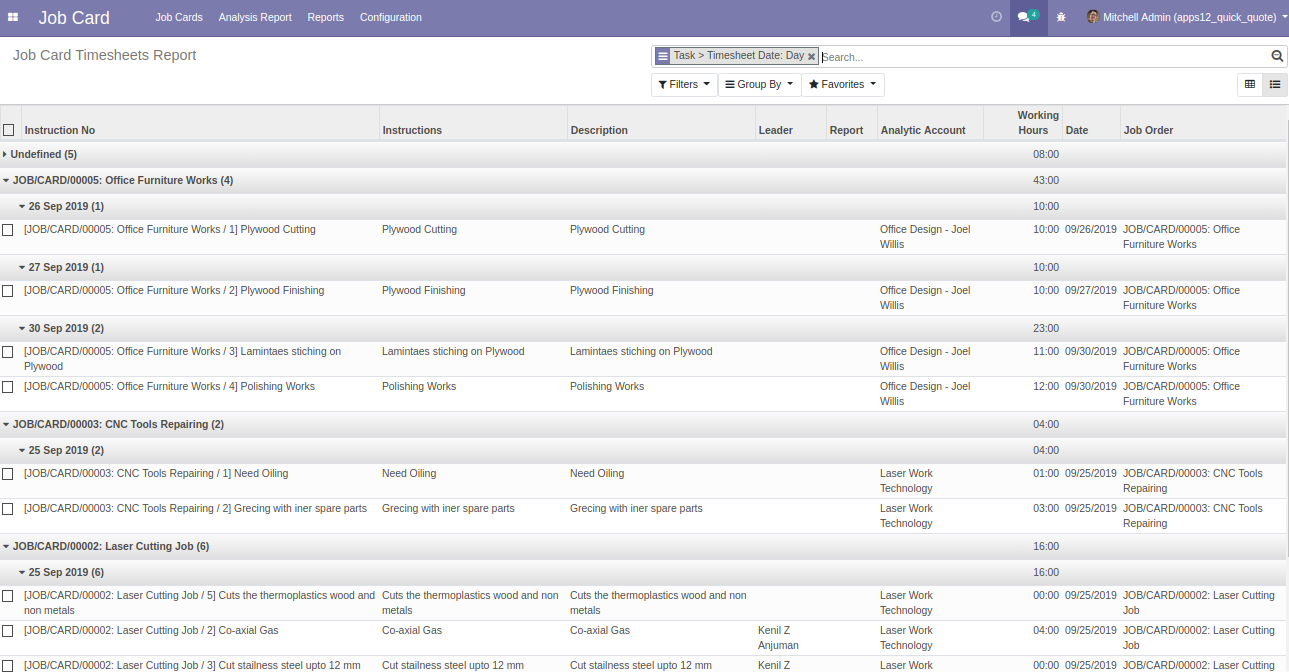 Job Card Job Cards Analysis Report Reports Configuration 4 Mitchell Admin (apps12_quick_quote)
Job Card Timesheets Report Task > Timesheet Date: Day Search...
Filters Group By Favorites
Working
Instruction No Instructions Description Leader Report Analytic Account Hours Date Job Order
Undefined (5) 08:00
JOB/CARD/00005: Office Furniture Works (4) 43:00
26 Sep 2019 (1) 10:00
[JOB/CARD/00005: Office Furniture Works / 1] Plywood Cutting Plywood Cutting Plywood Cutting Office Design - Joel 10:00 09/26/2019 JOB/CARD/00005: Office
Willis Furniture Works
27 Sep 2019 (1) 10:00
[JOB/CARD/00005: Office Furniture Works / 2] Plywood Finishing Plywood Finishing Plywood Finishing Office Design - Joel 10:00 09/27/2019 JOB/CARD/00005: Office
Willis Furniture Works
30 Sep 2019 (2) 23:00
[JOB/CARD/00005: Office Furniture Works / 3] Lamintaes stiching on Lamintaes stiching on Plywood Lamintaes stiching on Plywood Office Design - Joel 11:00 09/30/2019 JOB/CARD/00005: Office
Plywood Willis Furniture Works
[JOB/CARD/00005: Office Furniture Works / 4] Polishing Works Polishing Works Polishing Works Office Design - Joel 12:00 09/30/2019 JOB/CARD/00005: Office
Willis Furniture Works
JOB/CARD/00003: CNC Tools Repairing (2) 04:00
25 Sep 2019 (2) 04:00
[JOB/CARD/00003: CNC Tools Repairing / 1] Need Oiling Need Oiling Need Oiling Laser Work 01:00 09/25/2019 JOB/CARD/00003: CNC Tools
Technology Repairing
[JOB/CARD/00003: CNC Tools Repairing / 2] Grecing with iner spare parts Grecing with iner spare parts Grecing with iner spare parts Laser Work 03:00 09/25/2019 JOB/CARD/00003: CNC Tools
Technology Repairing
JOB/CARD/00002: Laser Cutting Job (6) 16:00
25 Sep 2019 (6) 16:00
[JOB/CARD/00002: Laser Cutting Job / 5] Cuts the thermoplastics wood and Cuts the thermoplastics wood and non Cuts the thermoplastics wood and non Laser Work 00:00 09/25/2019 JOB/CARD/00002: Laser Cutting
non metals metals metals Technology Job
[JOB/CARD/00002: Laser Cutting Job / 2] Co-axial Gas Co-axial Gas Co-axial Gas Kenil Z Laser Work 04:00 09/25/2019 JOB/CARD/00002: Laser Cutting
Anjuman Technology Job
[JOB/CARD/00002: Laser Cutting Job / 3] Cut stailness steel upto 12 mm Cut stailness steel upto 12 mm Cut stailness steel upto 12 mm Kenil Z Laser Work 00:00 09/25/2019 JOB/CARD/00002: Laser Cutting